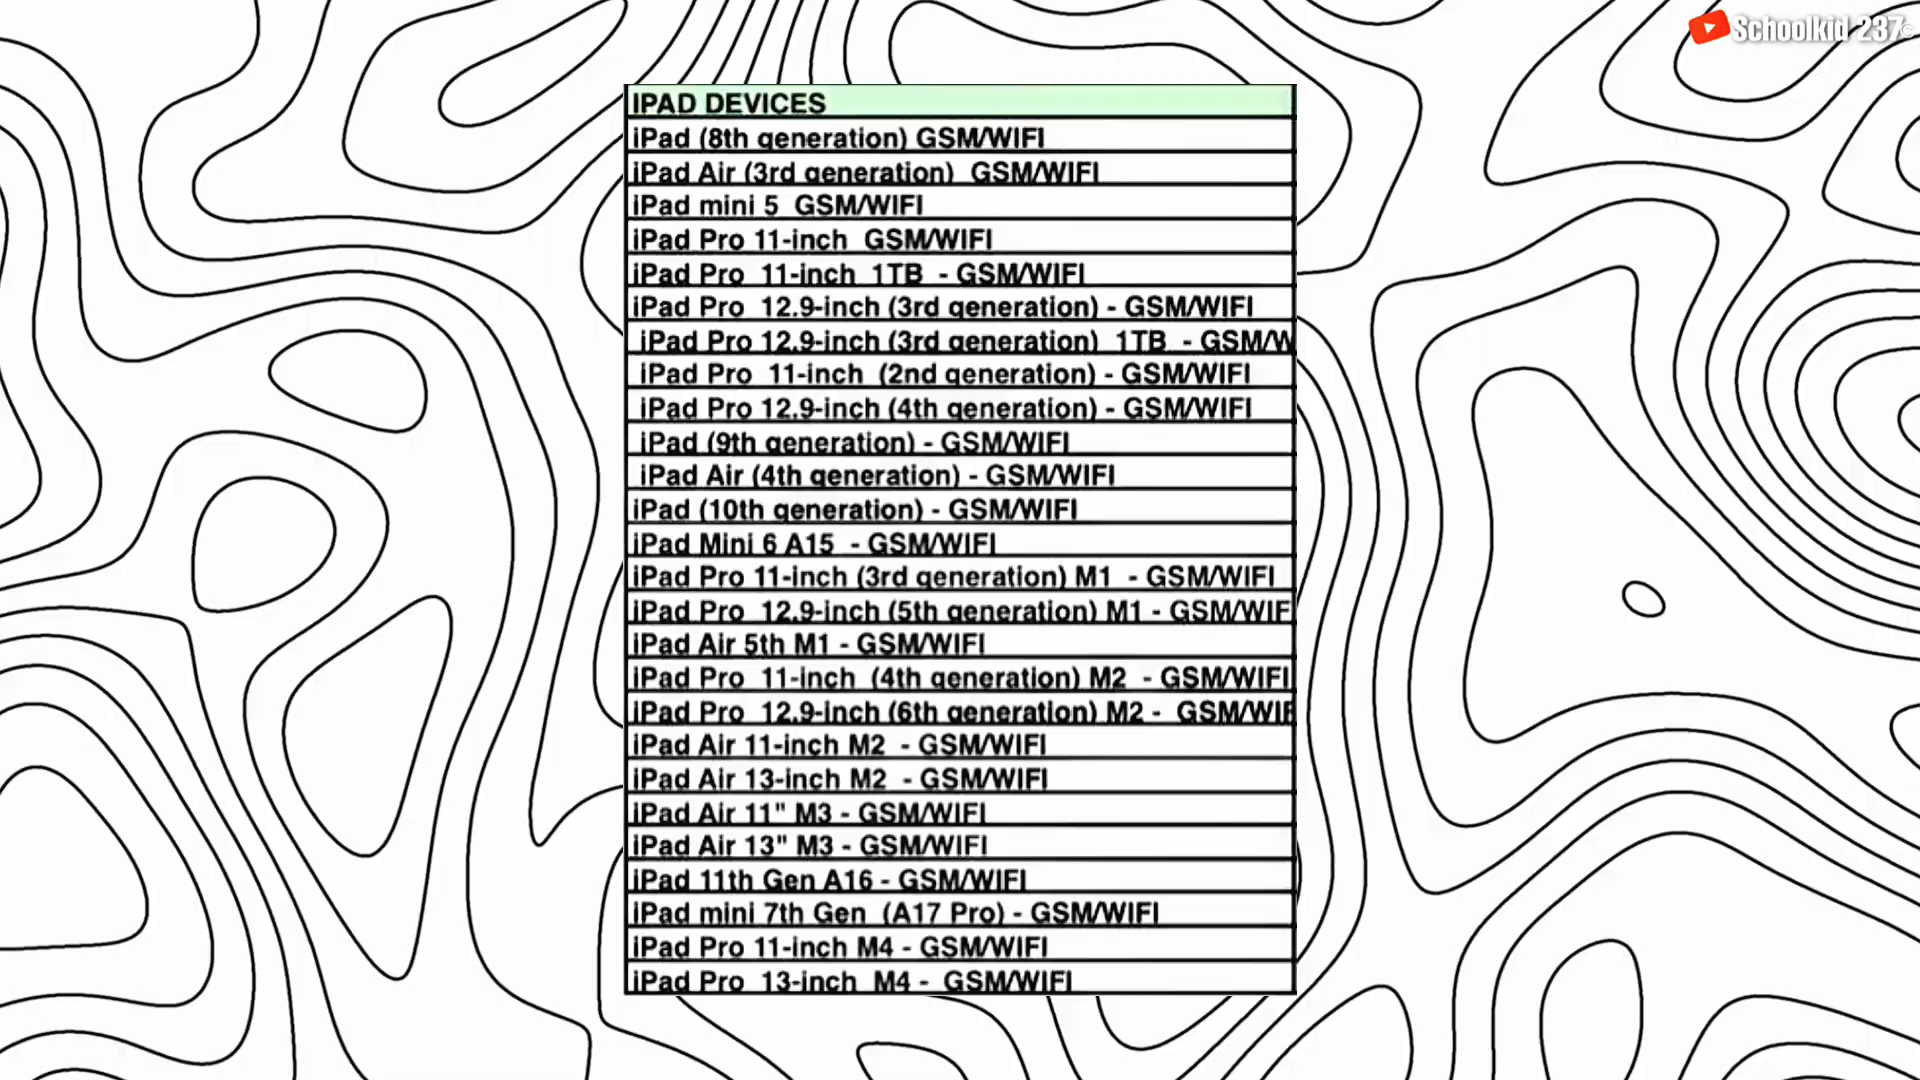 Schoolkid 237©
IPAD DEVICES
iPad (8th generation) GSM/WIFI
iPad Air (3rd generation)  GSM/WIFI
iPad mini 5  GSM/WIFI
iPad Pro 11-inch  GSM/WIFI
iPad Pro  11-inch  1TB  - GSM/WIFI
iPad Pro  12.9-inch (3rd generation) - GSM/WIFI
iPad Pro 12.9-inch (3rd generation)  1TB  - GSM/W
iPad Pro  11-inch  (2nd generation) - GSM/WIFI
iPad Pro 12.9-inch (4th generation) - GSM/WIFI
iPad (9th generation) - GSM/WIFI
iPad Air (4th generation) - GSM/WIFI
iPad (10th generation) - GSM/WIFI
iPad Mini 6 A15  - GSM/WIFI
iPad Pro 11-inch (3rd generation) M1  - GSM/WIFI
iPad Pro  12.9-inch (5th generation) M1 - GSM/WIF
iPad Air 5th M1 - GSM/WIFI
iPad Pro  11-inch  (4th generation) M2  - GSM/WIFI
iPad Pro  12.9-inch (6th generation) M2 -  GSM/WIF
iPad Air 11-inch M2  - GSM/WIFI
iPad Air 13-inch M2  - GSM/WIFI
iPad Air 11" M3 - GSM/WIFI
iPad Air 13" M3 - GSM/WIFI
iPad 11th Gen A16 - GSM/WIFI
iPad mini 7th Gen  (A17 Pro) - GSM/WIFI
iPad Pro 11-inch M4 - GSM/WIFI
iPad Pro  13-inch  M4 -  GSM/WIFI